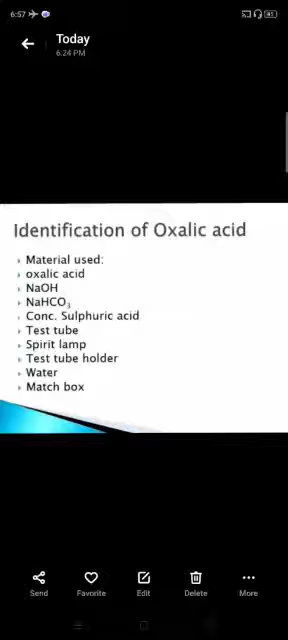 6:57
Today
6:24 PM
Identification of Oxalic acid
Material used:
oxalic acid
NaOH
NaHCO₃
Conc. Sulphuric acid
Test tube
Spirit lamp
Test tube holder
Water
Match box
Send
Favorite
Edit
Delete
More